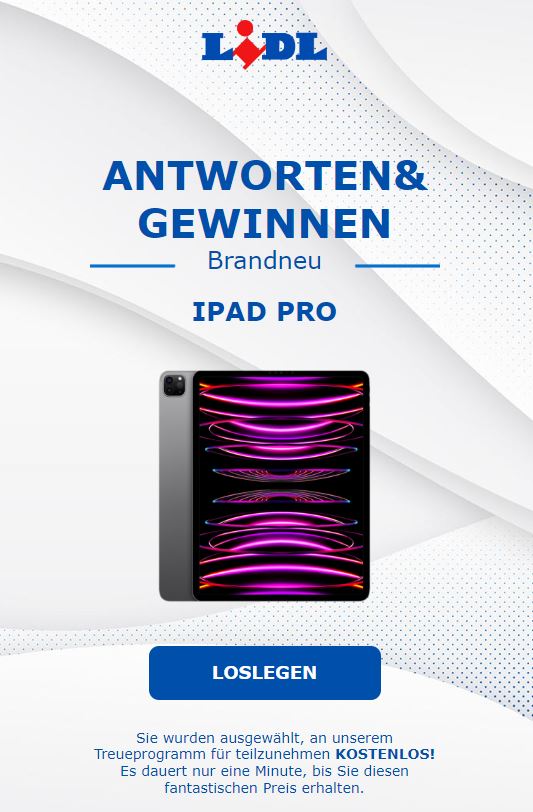 LIDL
ANTWORTEN&
GEWINNEN
Brandneu
IPAD PRO
LOSLEGEN
Sie wurden ausgewählt, an unserem
Treueprogramm für teilzunehmen KOSTENLOS!
Es dauert nur eine Minute, bis Sie diesen
fantastischen Preis erhalten.